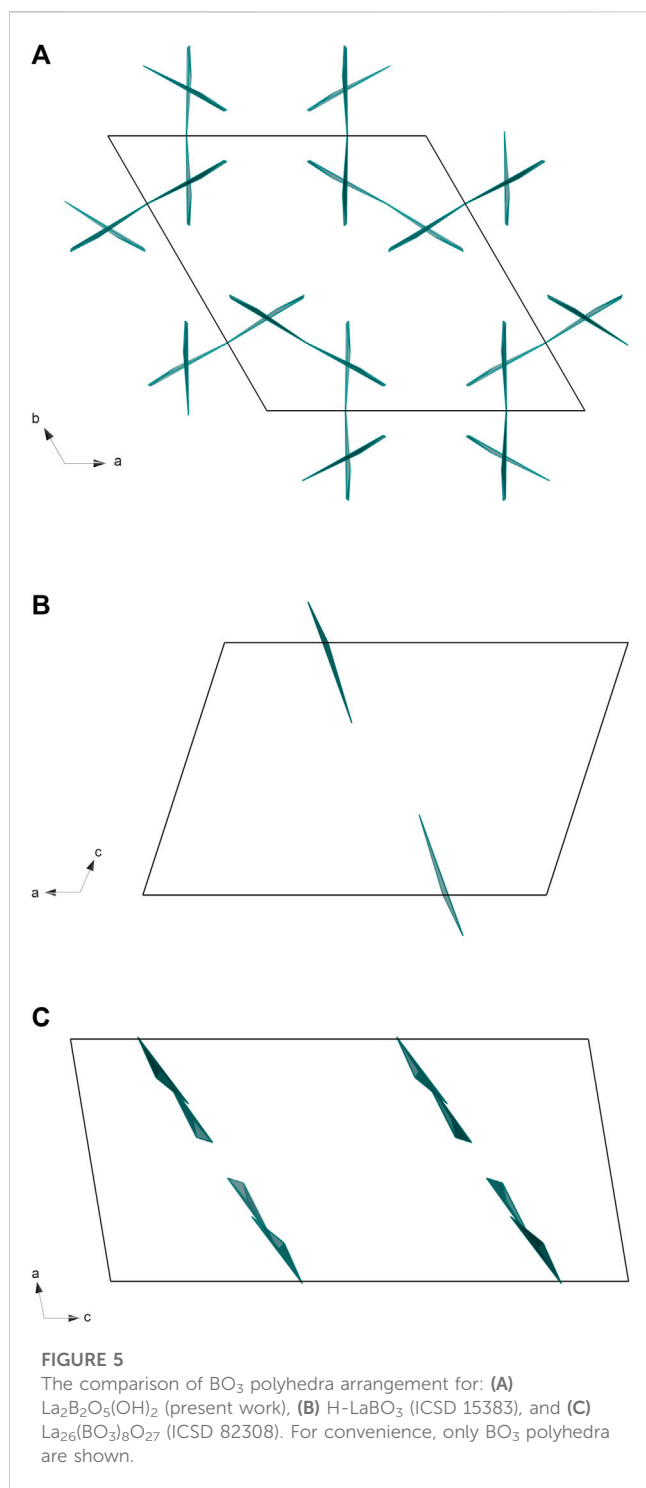 A
b
a
B
c
a
C
a
c
FIGURE 5
The comparison of BO₃ polyhedra arrangement for: (A)
La₂B₂O₅(OH)₂ (present work), (B) H-LaBO₃ (ICSD 15383), and (C)
La₂₆(BO₃)₈O₂₇ (ICSD 82308). For convenience, only BO₃ polyhedra
are shown.